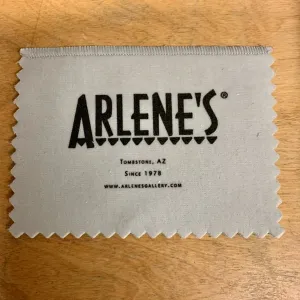 ARLENE'S®
TOMBSTONE, AZ
SINCE 1978
WWW.ARLENESGALLERY.COM